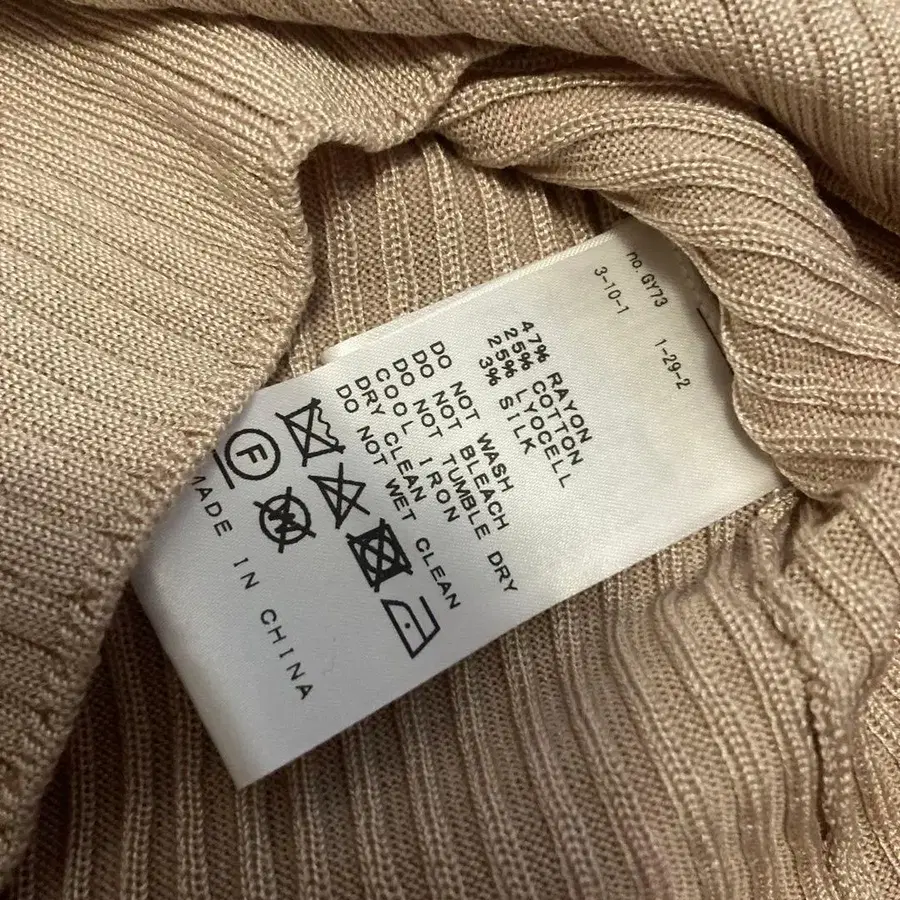 no. GY73
3-10-1
1-29-2
47% RAYON
25% COTTON
25% LYOCELL
3% SILK
DO NOT WASH
DO NOT BLEACH
DO NOT TUMBLE DRY
COOL IRON
DRY CLEAN
DO NOT WET CLEAN
F
W
MADE IN CHINA